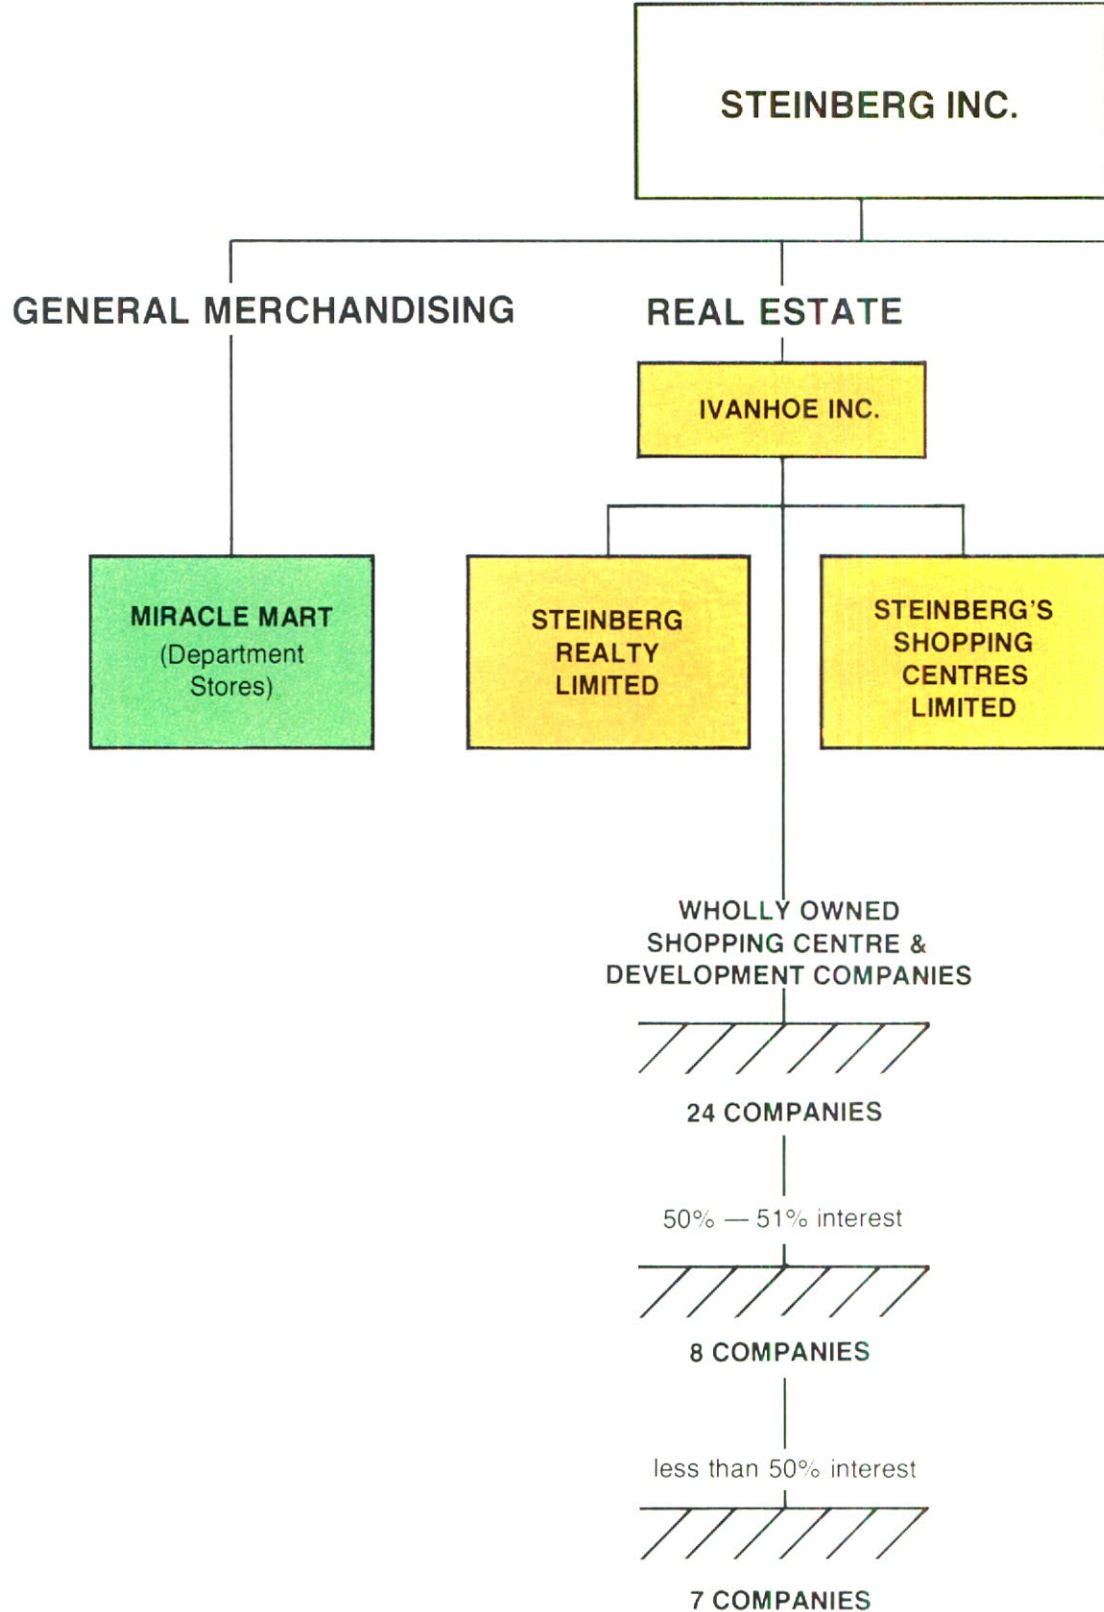 STEINBERG INC.
GENERAL MERCHANDISING
REAL ESTATE
IVANHOE INC.
MIRACLE MART
(Department
Stores)
STEINBERG
REALTY
LIMITED
STEINBERG'S
SHOPPING
CENTRES
LIMITED
WHOLLY OWNED
SHOPPING CENTRE &
DEVELOPMENT COMPANIES
24 COMPANIES
50% — 51% interest
8 COMPANIES
less than 50% interest
7 COMPANIES